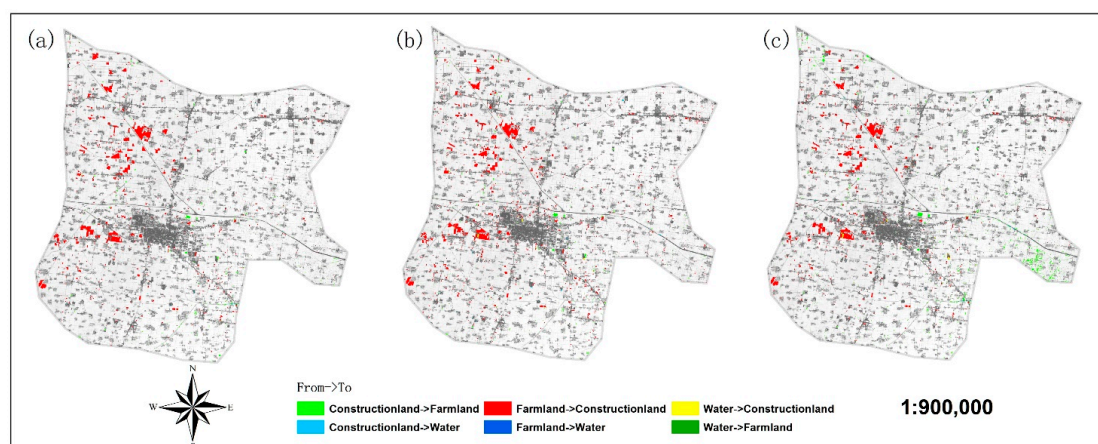 (a) (b) (c)
N
W E
From->To
Constructionland->Farmland Farmland->Constructionland Water->Constructionland
Constructionland->Water Farmland->Water Water->Farmland
1:900,000